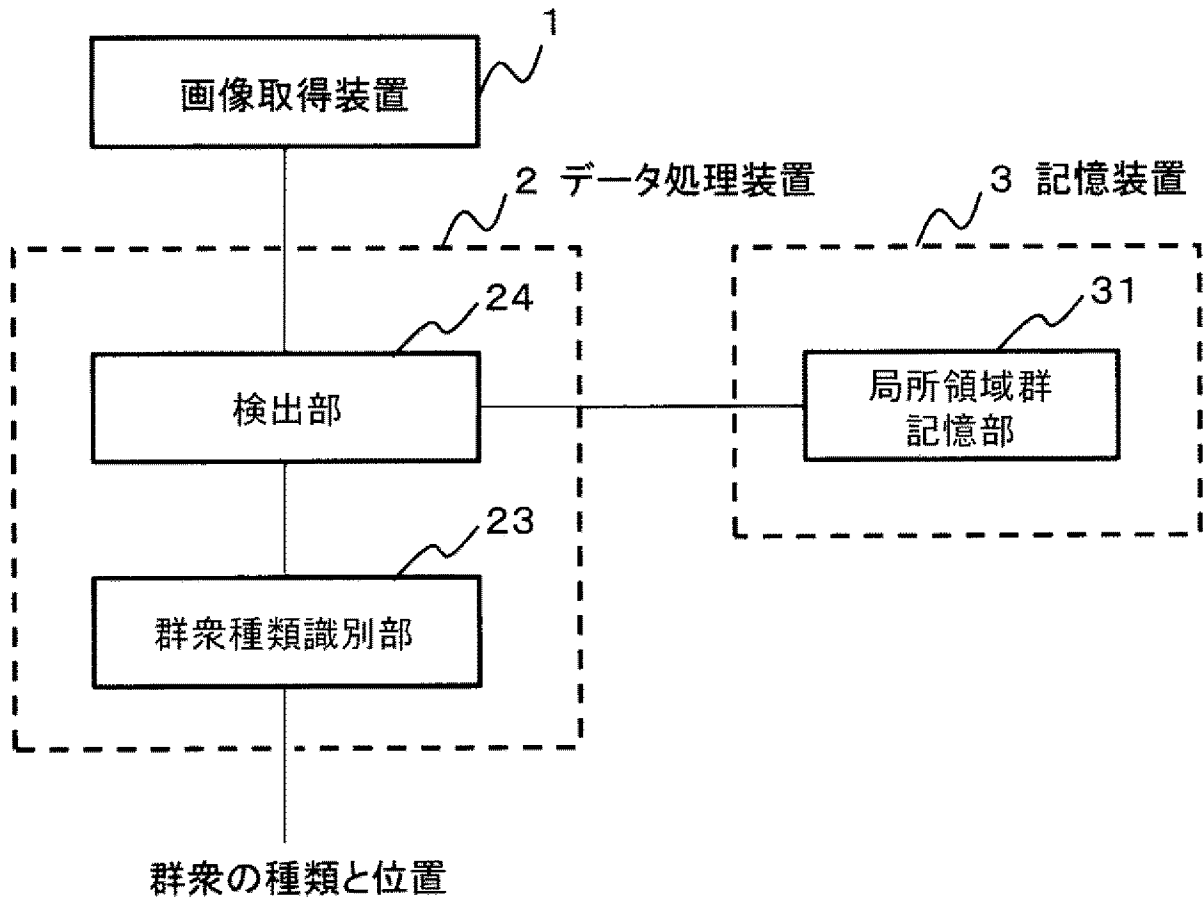 1
画像取得装置
2 データ処理装置
3 記憶装置
24
31
検出部
局所領域群
記憶部
23
群衆種類識別部
群衆の種類と位置